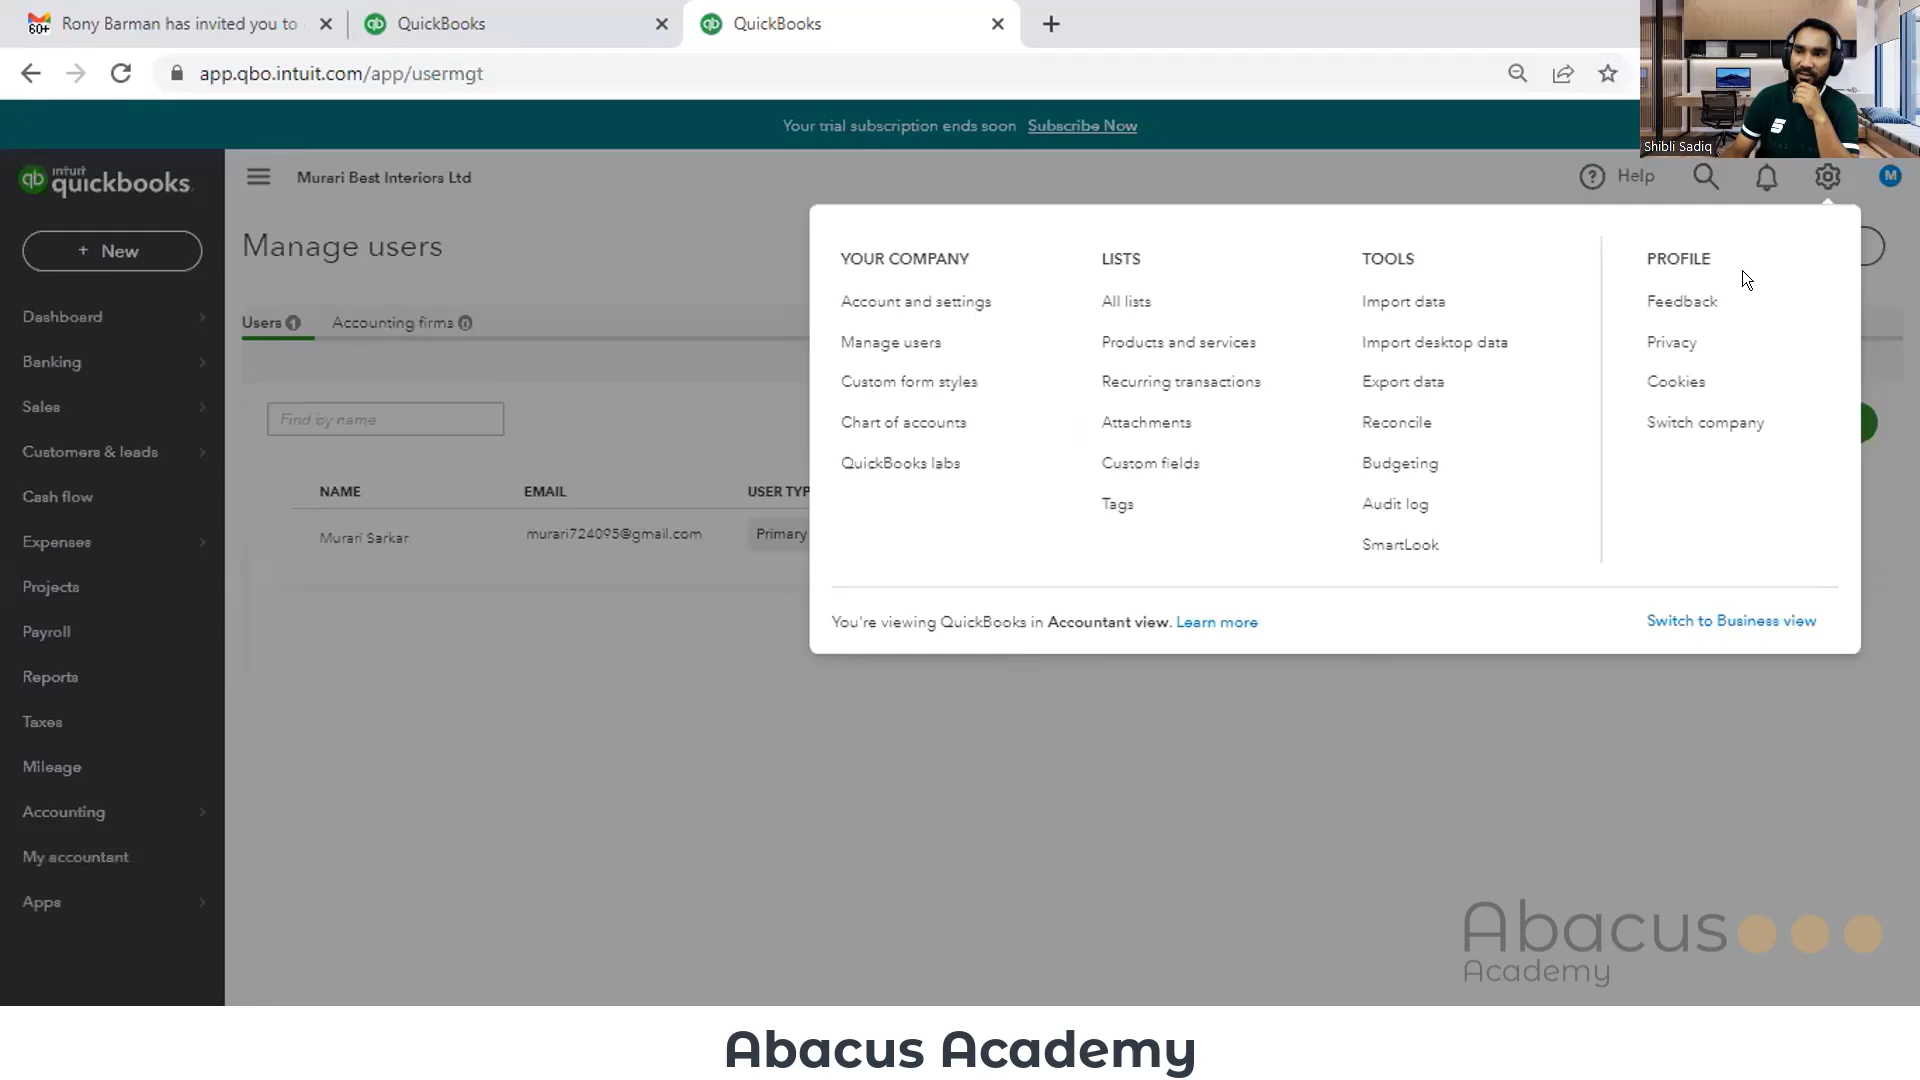 Rony Barman has invited you to
60+
QuickBooks
QuickBooks
app.qbo.intuit.com/app/usermgt
Shibli Sadiq
Your trial subscription ends soon Subscribe Now
qb intuit quickbooks.
Murari Best Interiors Ltd
Help
M
+ New
Manage users
Dashboard
Banking
Sales
Customers & leads
Cash flow
Expenses
Projects
Payroll
Reports
Taxes
Mileage
Accounting
My accountant
Apps
Users 1
Accounting firms 0
Find by name
NAME EMAIL USER TYP
Murari Sarkar murari724095@gmail.com Primary
YOUR COMPANY
Account and settings
Manage users
Custom form styles
Chart of accounts
QuickBooks labs
LISTS
All lists
Products and services
Recurring transactions
Attachments
Custom fields
Tags
TOOLS
Import data
Import desktop data
Export data
Reconcile
Budgeting
Audit log
SmartLook
PROFILE
Feedback
Privacy
Cookies
Switch company
You're viewing QuickBooks in Accountant view. Learn more
Switch to Business view
Abacus
Academy
Abacus Academy